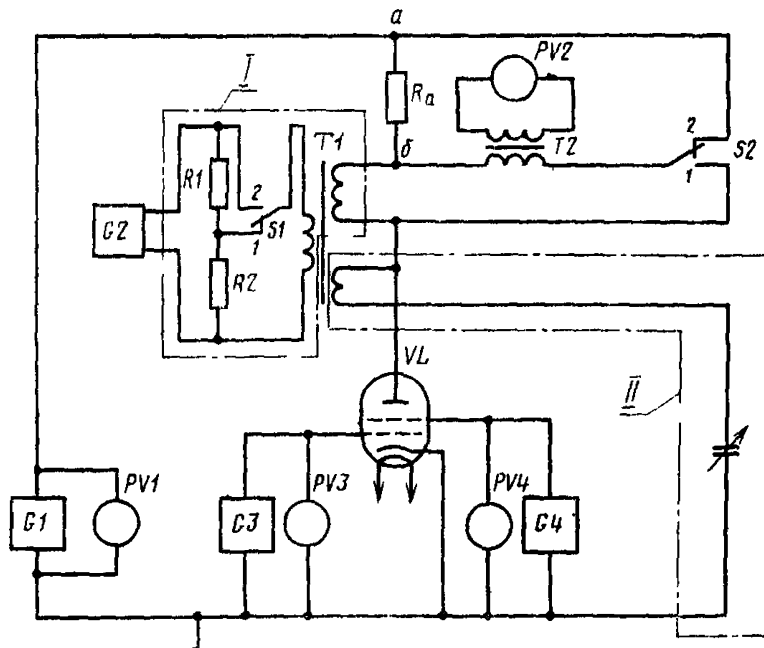 а
I
Ra
PV2
T1
T2
2
S2
1
б
R1
2
S1
1
G2
R2
VL
II
G1
PV1
G3
PV3
PV4
G4